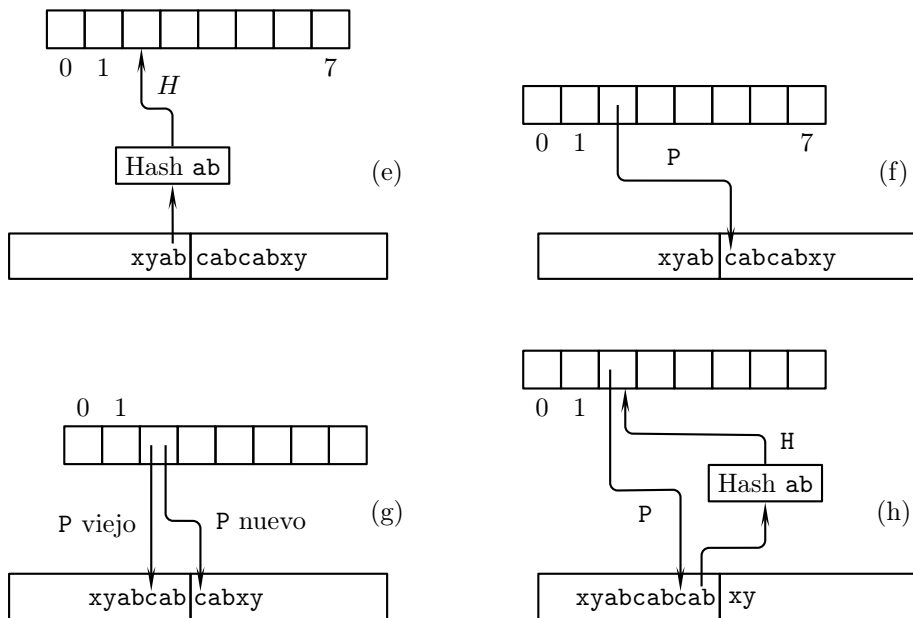 0 1 7
H
Hash ab
(e)
xyab cabcabxy
0 1 7
P
(f)
xyab cabcabxy
0 1
P viejo P nuevo
(g)
xyabcab cabxy
0 1
H
Hash ab
P
(h)
xyabcabcab xy